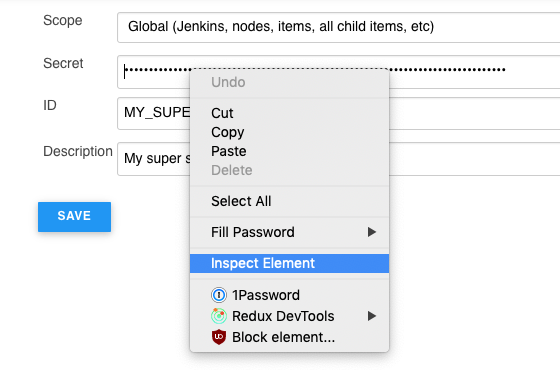 Scope
Global (Jenkins, nodes, items, all child items, etc)
Secret
ID
MY_SUPE
Description
My super s
SAVE
Undo
Cut
Copy
Paste
Delete
Select All
Fill Password
Inspect Element
1Password
Redux DevTools
Block element...